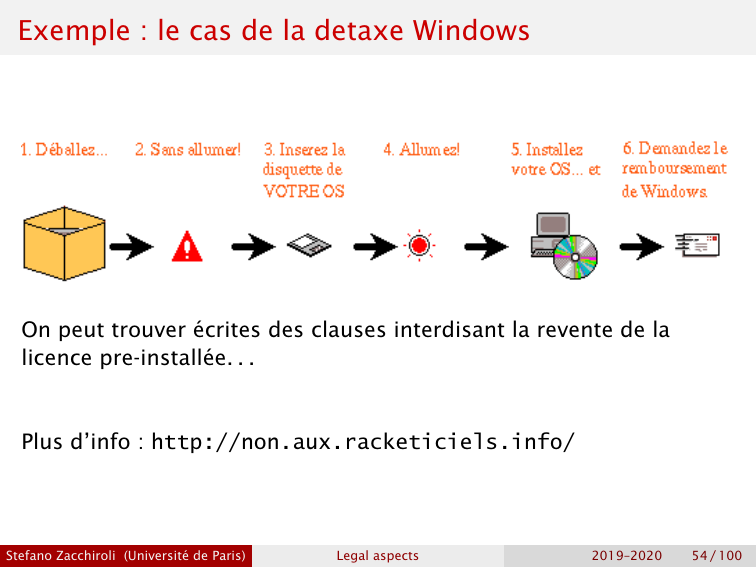 Exemple : le cas de la detaxe Windows
1. Déballez...
2. Sans allumer!
3. Inserez la
disquette de
VOTRE OS
4. Allumez!
5. Installez
votre OS... et
6. Demandez le
remboursement
de Windows.
On peut trouver écrites des clauses interdisant la revente de la
licence pre-installée...
Plus d’info : http://non.aux.racketiciels.info/
Stefano Zacchiroli (Université de Paris)
Legal aspects
2019–2020
54 / 100